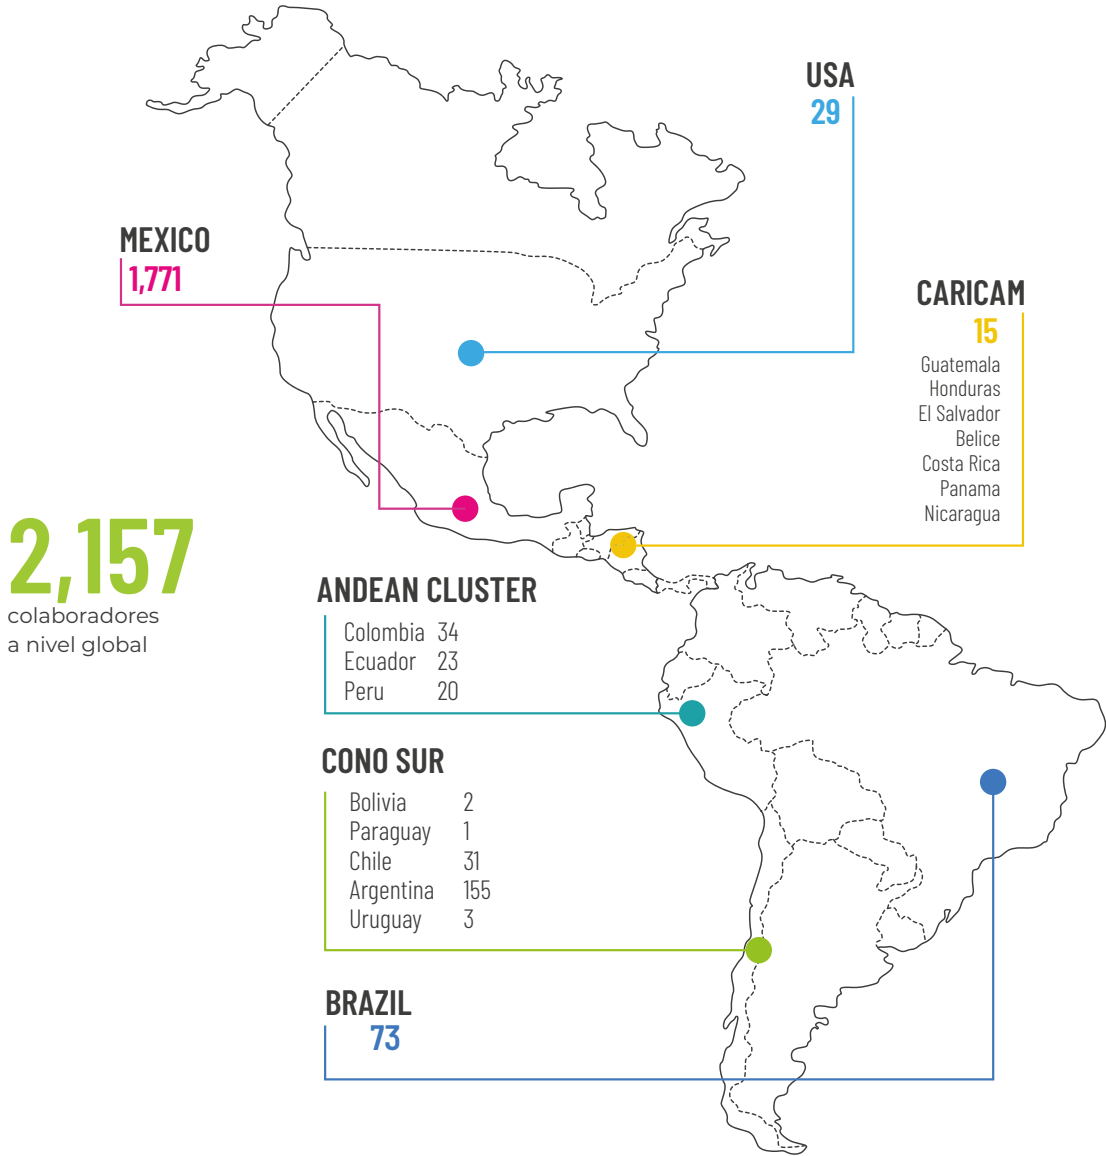 USA
29
MEXICO
1,771
CARICAM
15
Guatemala
Honduras
El Salvador
Belice
Costa Rica
Panama
Nicaragua
2,157
colaboradores
a nivel global
ANDEAN CLUSTER
Colombia 34
Ecuador 23
Peru 20
CONO SUR
Bolivia 2
Paraguay 1
Chile 31
Argentina 155
Uruguay 3
BRAZIL
73